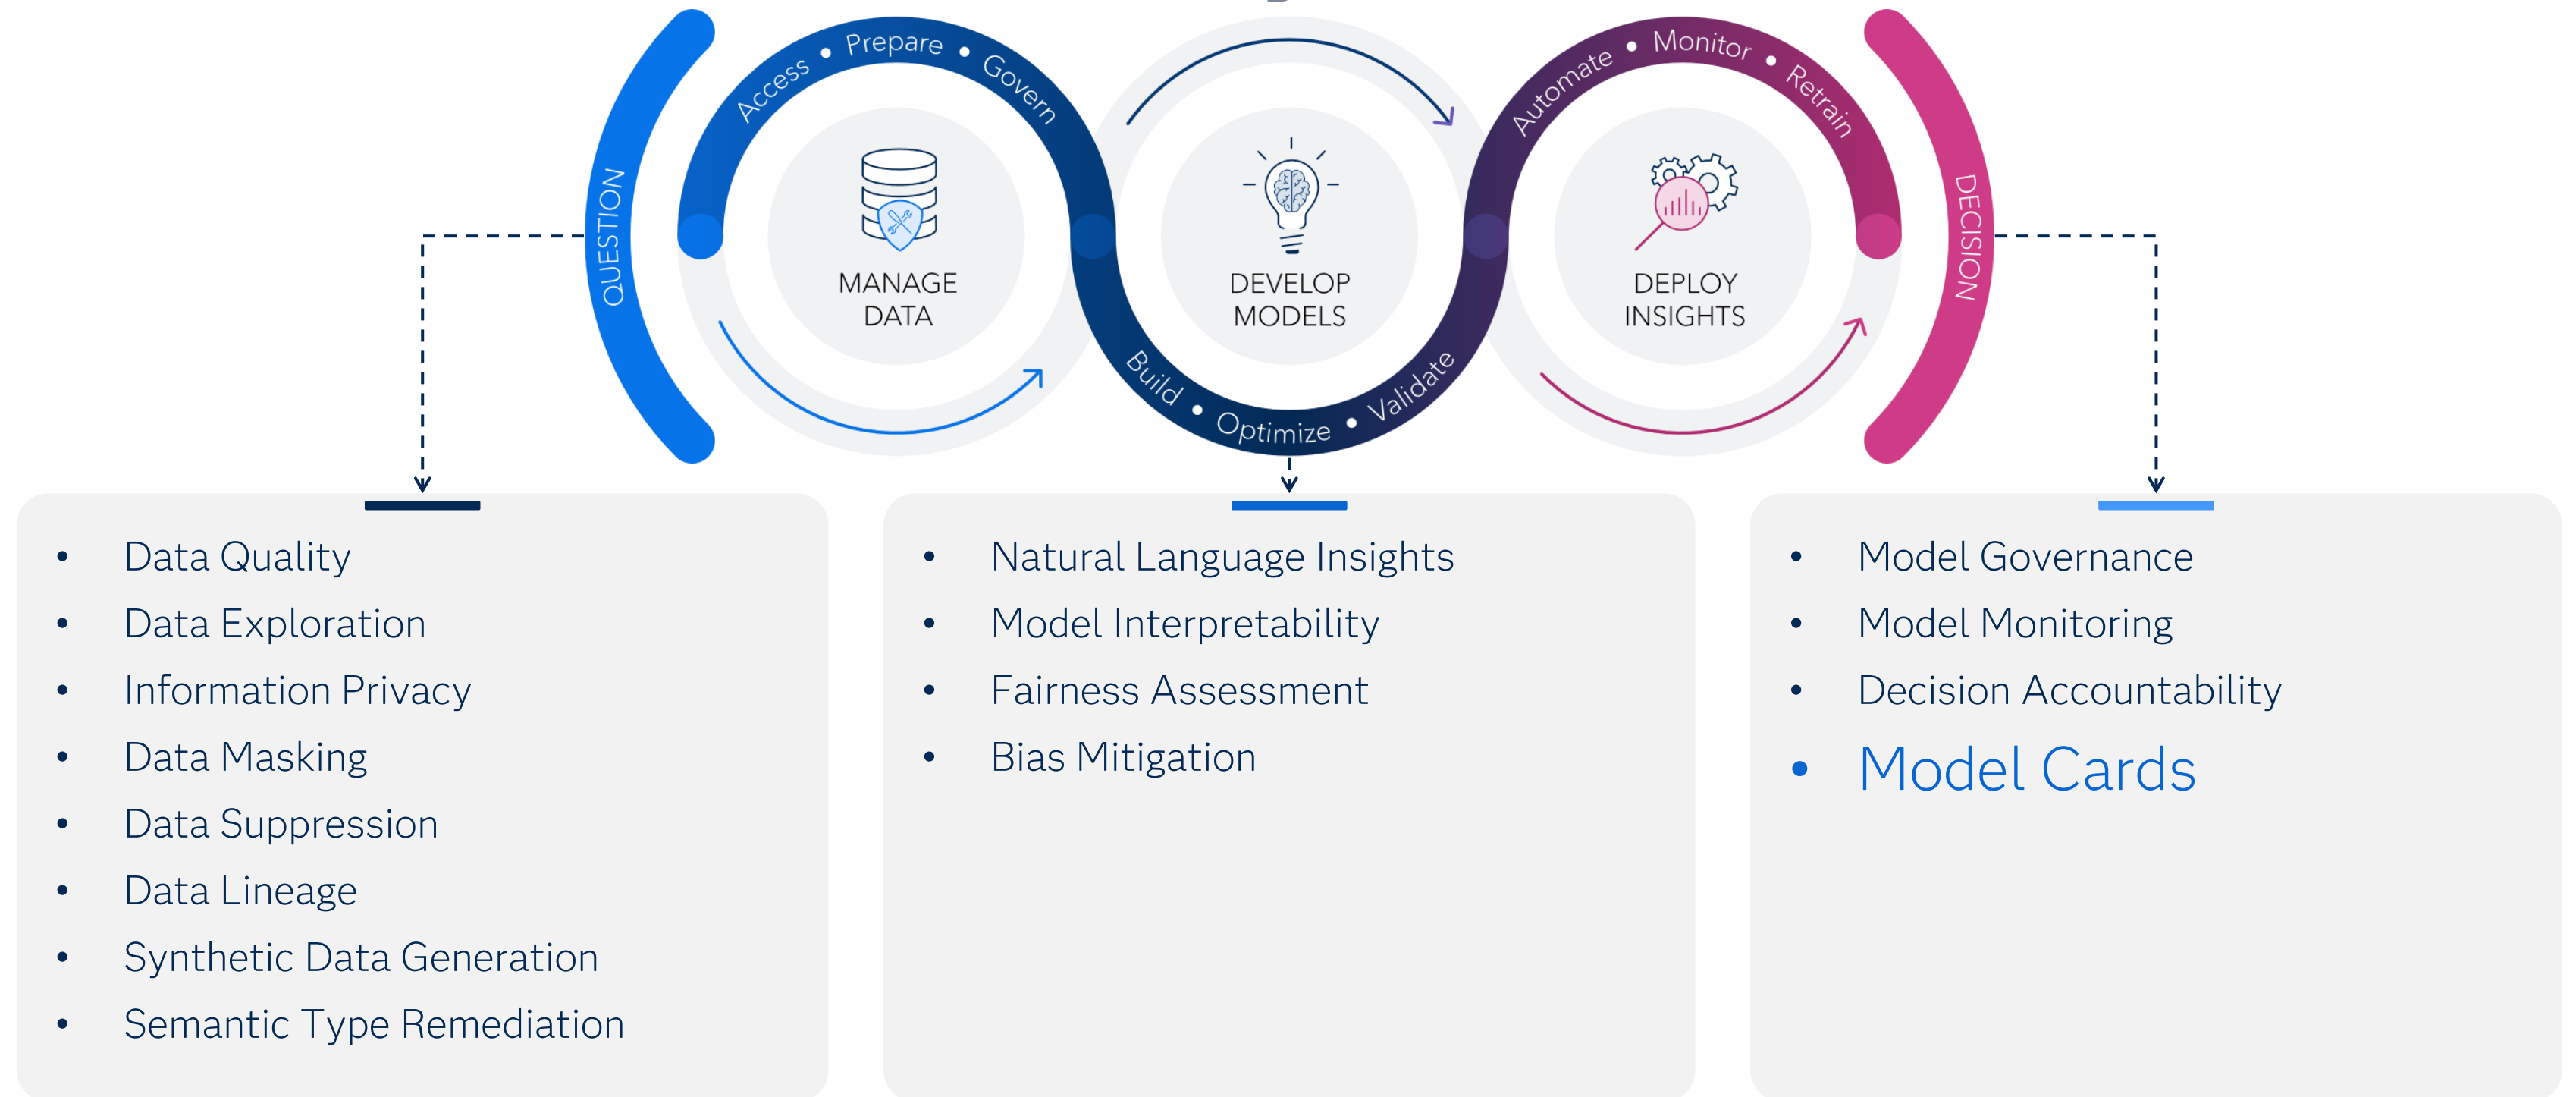 QUESTION
Access • Prepare • Govern
MANAGE
DATA
DEVELOP
MODELS
Build • Optimize • Validate
Automate • Monitor • Retrain
DEPLOY
INSIGHTS
DECISION
• Data Quality
• Data Exploration
• Information Privacy
• Data Masking
• Data Suppression
• Data Lineage
• Synthetic Data Generation
• Semantic Type Remediation
• Natural Language Insights
• Model Interpretability
• Fairness Assessment
• Bias Mitigation
• Model Governance
• Model Monitoring
• Decision Accountability
• Model Cards